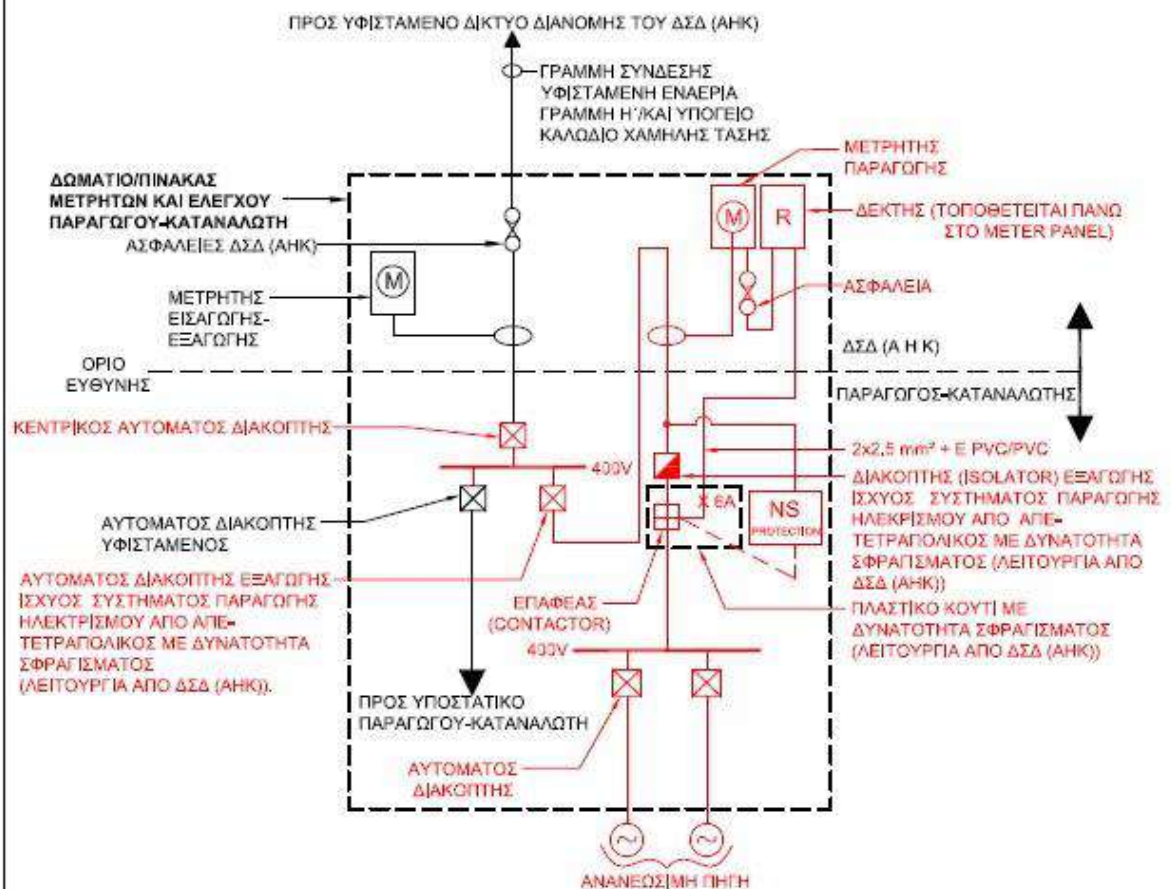 ΠΡΟΣ ΥΦΙΣΤΑΜΕΝΟ ΔΙΚΤΥΟ ΔΙΑΝΟΜΗΣ ΤΟΥ ΔΣΔ (ΑΗΚ)
ΓΡΑΜΜΗ ΣΥΝΔΕΣΗΣ
ΥΦΙΣΤΑΜΕΝΗ ΕΝΑΕΡΙΑ
ΓΡΑΜΜΗ Η΄/ΚΑΙ ΥΠΟΓΕΙΟ
ΚΑΛΩΔΙΟ ΧΑΜΗΛΗΣ ΤΑΣΗΣ
ΔΩΜΑΤΙΟ/ΠΙΝΑΚΑΣ
ΜΕΤΡΗΤΩΝ ΚΑΙ ΕΛΕΓΧΟΥ
ΠΑΡΑΓΩΓΟΥ-ΚΑΤΑΝΑΛΩΤΗ
ΑΣΦΑΛΕΙΕΣ ΔΣΔ (ΑΗΚ)
ΜΕΤΡΗΤΗΣ
ΠΑΡΑΓΩΓΗΣ
M
R
ΔΕΚΤΗΣ (ΤΟΠΟΘΕΤΕΙΤΑΙ ΠΑΝΩ
ΣΤΟ METER PANEL)
M
ΜΕΤΡΗΤΗΣ
ΕΙΣΑΓΩΓΗΣ-
ΕΞΑΓΩΓΗΣ
ΑΣΦΑΛΕΙΑ
ΟΡΙΟ
ΕΥΘΥΝΗΣ
ΔΣΔ (Α Η Κ)
ΠΑΡΑΓΩΓΟΣ-ΚΑΤΑΝΑΛΩΤΗΣ
ΚΕΝΤΡΙΚΟΣ ΑΥΤΟΜΑΤΟΣ ΔΙΑΚΟΠΤΗΣ
400V
2x2,5 mm² + E PVC/PVC
ΔΙΑΚΟΠΤΗΣ (ISOLATOR) ΕΞΑΓΩΓΗΣ
ΙΣΧΥΟΣ ΣΥΣΤΗΜΑΤΟΣ ΠΑΡΑΓΩΓΗΣ
ΗΛΕΚΡΙΣΜΟΥ ΑΠΟ ΑΠΕ-
ΤΕΤΡΑΠΟΛΙΚΟΣ ΜΕ ΔΥΝΑΤΟΤΗΤΑ
ΣΦΡΑΓΙΣΜΑΤΟΣ (ΛΕΙΤΟΥΡΓΙΑ ΑΠΟ
ΔΣΔ (ΑΗΚ))
X 6A
NS
PROTECTION
ΑΥΤΟΜΑΤΟΣ ΔΙΑΚΟΠΤΗΣ
ΥΦΙΣΤΑΜΕΝΟΣ
ΑΥΤΟΜΑΤΟΣ ΔΙΑΚΟΠΤΗΣ ΕΞΑΓΩΓΗΣ
ΙΣΧΥΟΣ ΣΥΣΤΗΜΑΤΟΣ ΠΑΡΑΓΩΓΗΣ
ΗΛΕΚΤΡΙΣΜΟΥ ΑΠΟ ΑΠΕ-
ΤΕΤΡΑΠΟΛΙΚΟΣ ΜΕ ΔΥΝΑΤΟΤΗΤΑ
ΣΦΡΑΓΙΣΜΑΤΟΣ
(ΛΕΙΤΟΥΡΓΙΑ ΑΠΟ ΔΣΔ (ΑΗΚ)).
ΕΠΑΦΕΑΣ
(CONTACTOR)
ΠΛΑΣΤΙΚΟ ΚΟΥΤΙ ΜΕ
ΔΥΝΑΤΟΤΗΤΑ ΣΦΡΑΓΙΣΜΑΤΟΣ
(ΛΕΙΤΟΥΡΓΙΑ ΑΠΟ ΔΣΔ (ΑΗΚ))
400V
ΠΡΟΣ ΥΠΟΣΤΑΤΙΚΟ
ΠΑΡΑΓΩΓΟΥ-ΚΑΤΑΝΑΛΩΤΗ
ΑΥΤΟΜΑΤΟΣ
ΔΙΑΚΟΠΤΗΣ
ΑΝΑΝΕΩΣΙΜΗ ΠΗΓΗ